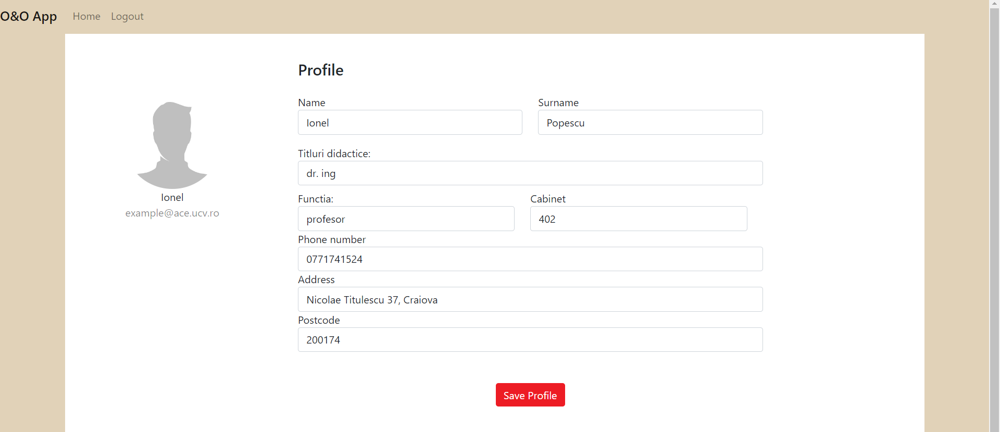 O&O App Home Logout
Profile
Name Surname
Ionel Popescu
Titluri didactice:
dr. ing
Ionel
example@ace.ucv.ro
Functia: Cabinet
profesor 402
Phone number
0771741524
Address
Nicolae Titulescu 37, Craiova
Postcode
200174
Save Profile